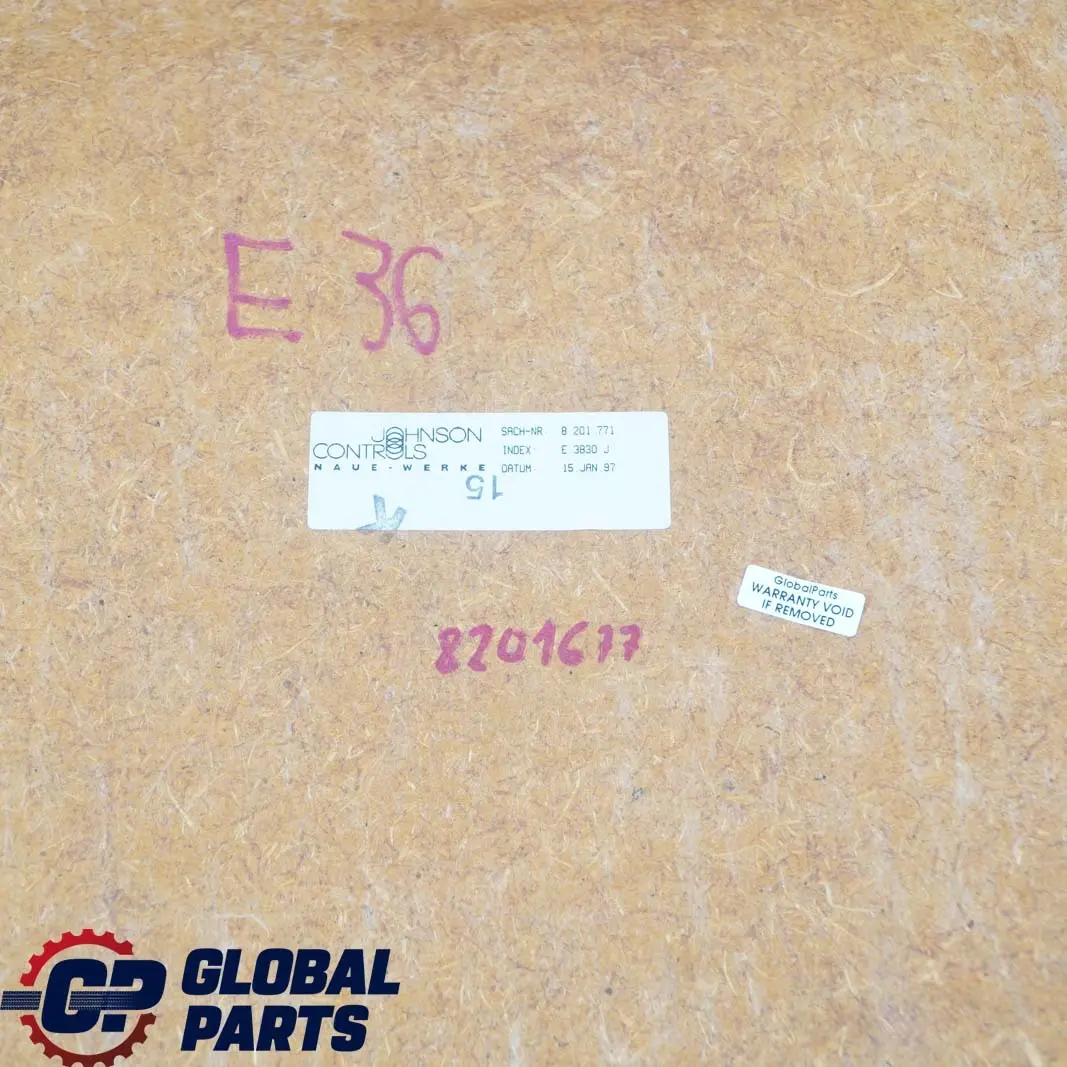 E 36
JOHNSON CONTROLS
NAUE-WERKE
SACH-NR 8 201 771
INDEX: E 3830 J
DATUM: 15 JAN 97
15
8201677
GlobalParts
WARRANTY VOID
IF REMOVED
GP GLOBAL
PARTS